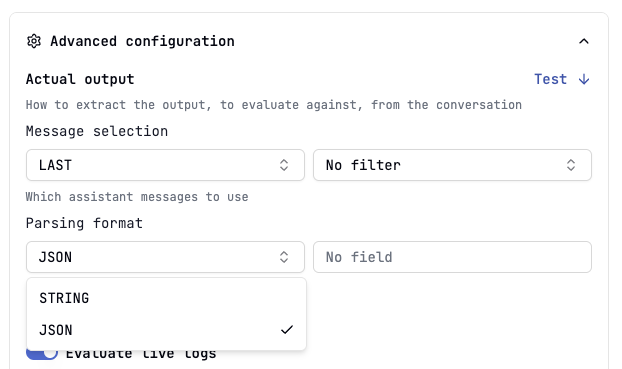 Advanced configuration
Actual output Test
How to extract the output, to evaluate against, from the conversation
Message selection
LAST No filter
Which assistant messages to use
Parsing format
JSON No field
STRING
JSON
Evaluate live logs